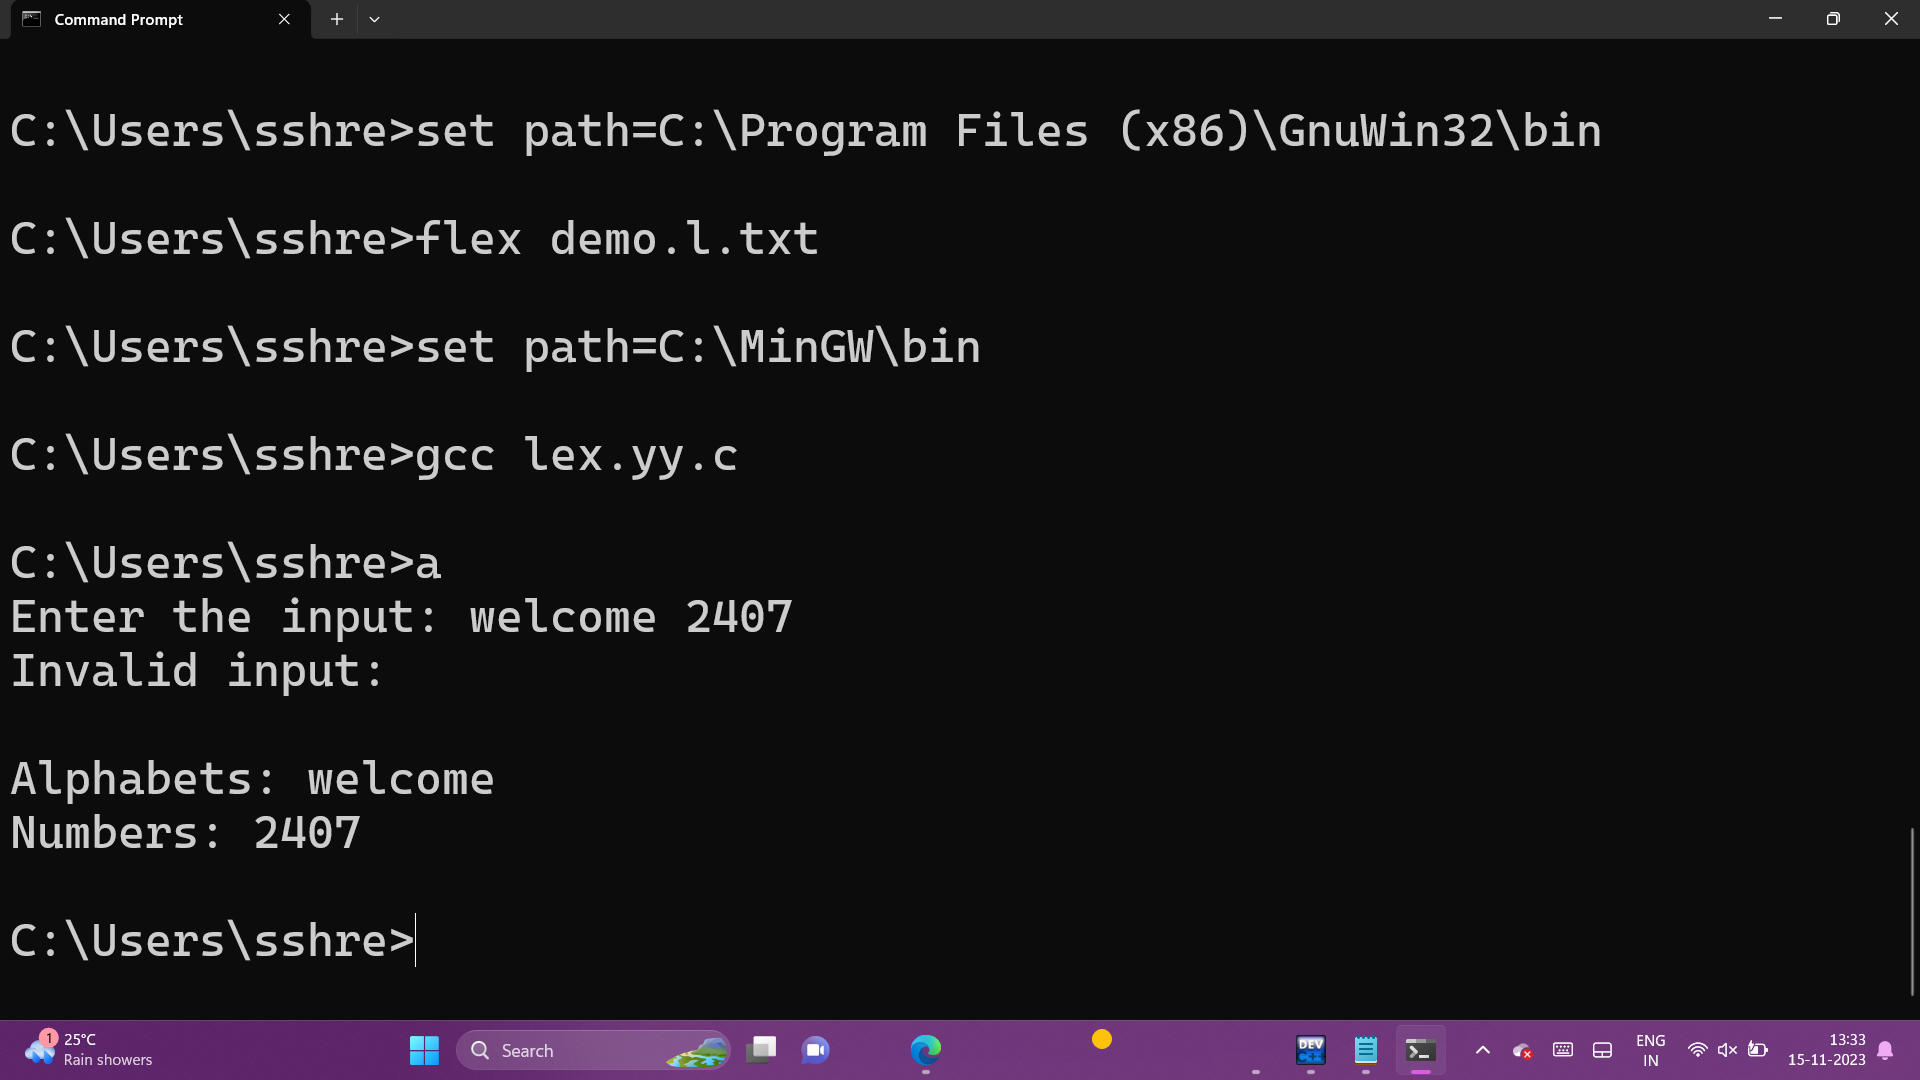 Command Prompt
C:\Users\sshre>set path=C:\Program Files (x86)\GnuWin32\bin
C:\Users\sshre>flex demo.l.txt
C:\Users\sshre>set path=C:\MinGW\bin
C:\Users\sshre>gcc lex.yy.c
C:\Users\sshre>a
Enter the input: welcome 2407
Invalid input:
Alphabets: welcome
Numbers: 2407
C:\Users\sshre>
1
25°C
Rain showers
Search
DEV
ENG
IN
13:33
15-11-2023